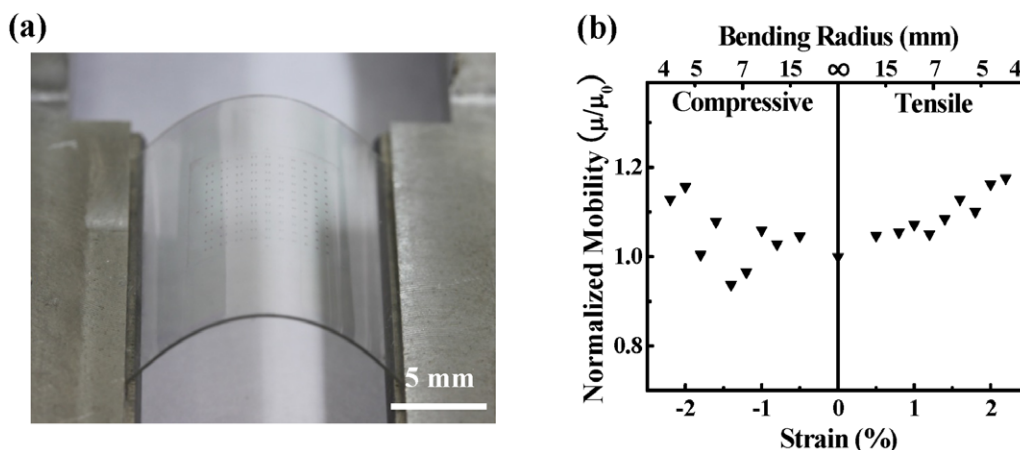 (a)
5 mm
(b)
Bending Radius (mm)
4 5 7 15 ∞ 15 7 5 4
Compressive Tensile
Normalized Mobility (μ/μ0)
1.2
1.0
0.8
-2 -1 0 1 2
Strain (%)